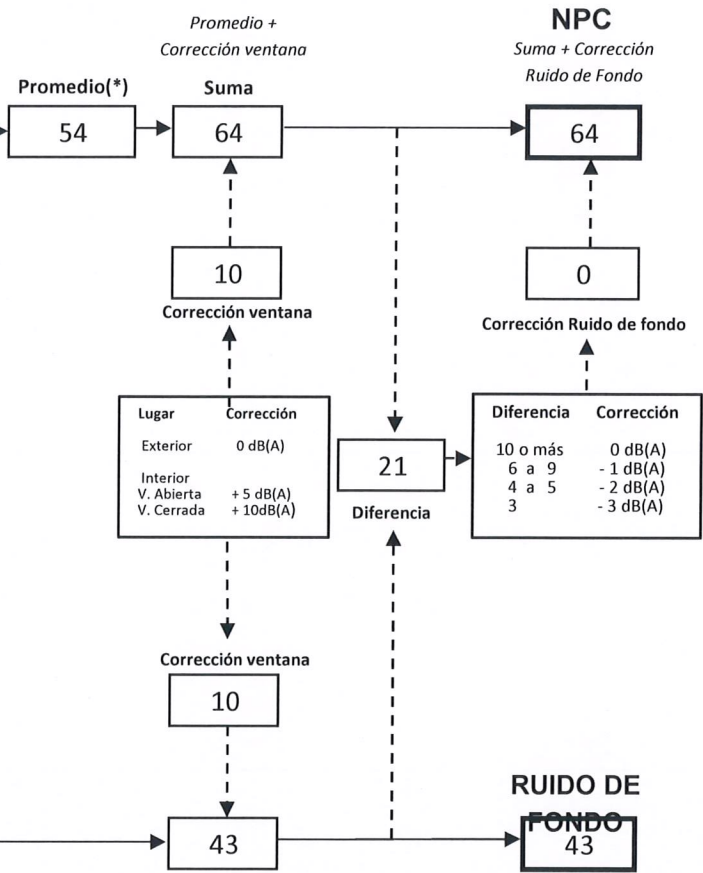 Promedio +
Corrección ventana
NPC
Suma + Corrección
Ruido de Fondo
Promedio(*)
Suma
54
64
64
10
0
Corrección ventana
Corrección Ruido de fondo
Lugar Corrección
Exterior 0 dB(A)
Interior
V. Abierta + 5 dB(A)
V. Cerrada + 10dB(A)
21
Diferencia
Diferencia Corrección
10 o más 0 dB(A)
6 a 9 - 1 dB(A)
4 a 5 - 2 dB(A)
3 - 3 dB(A)
Corrección ventana
10
RUIDO DE
FONDO
43
43